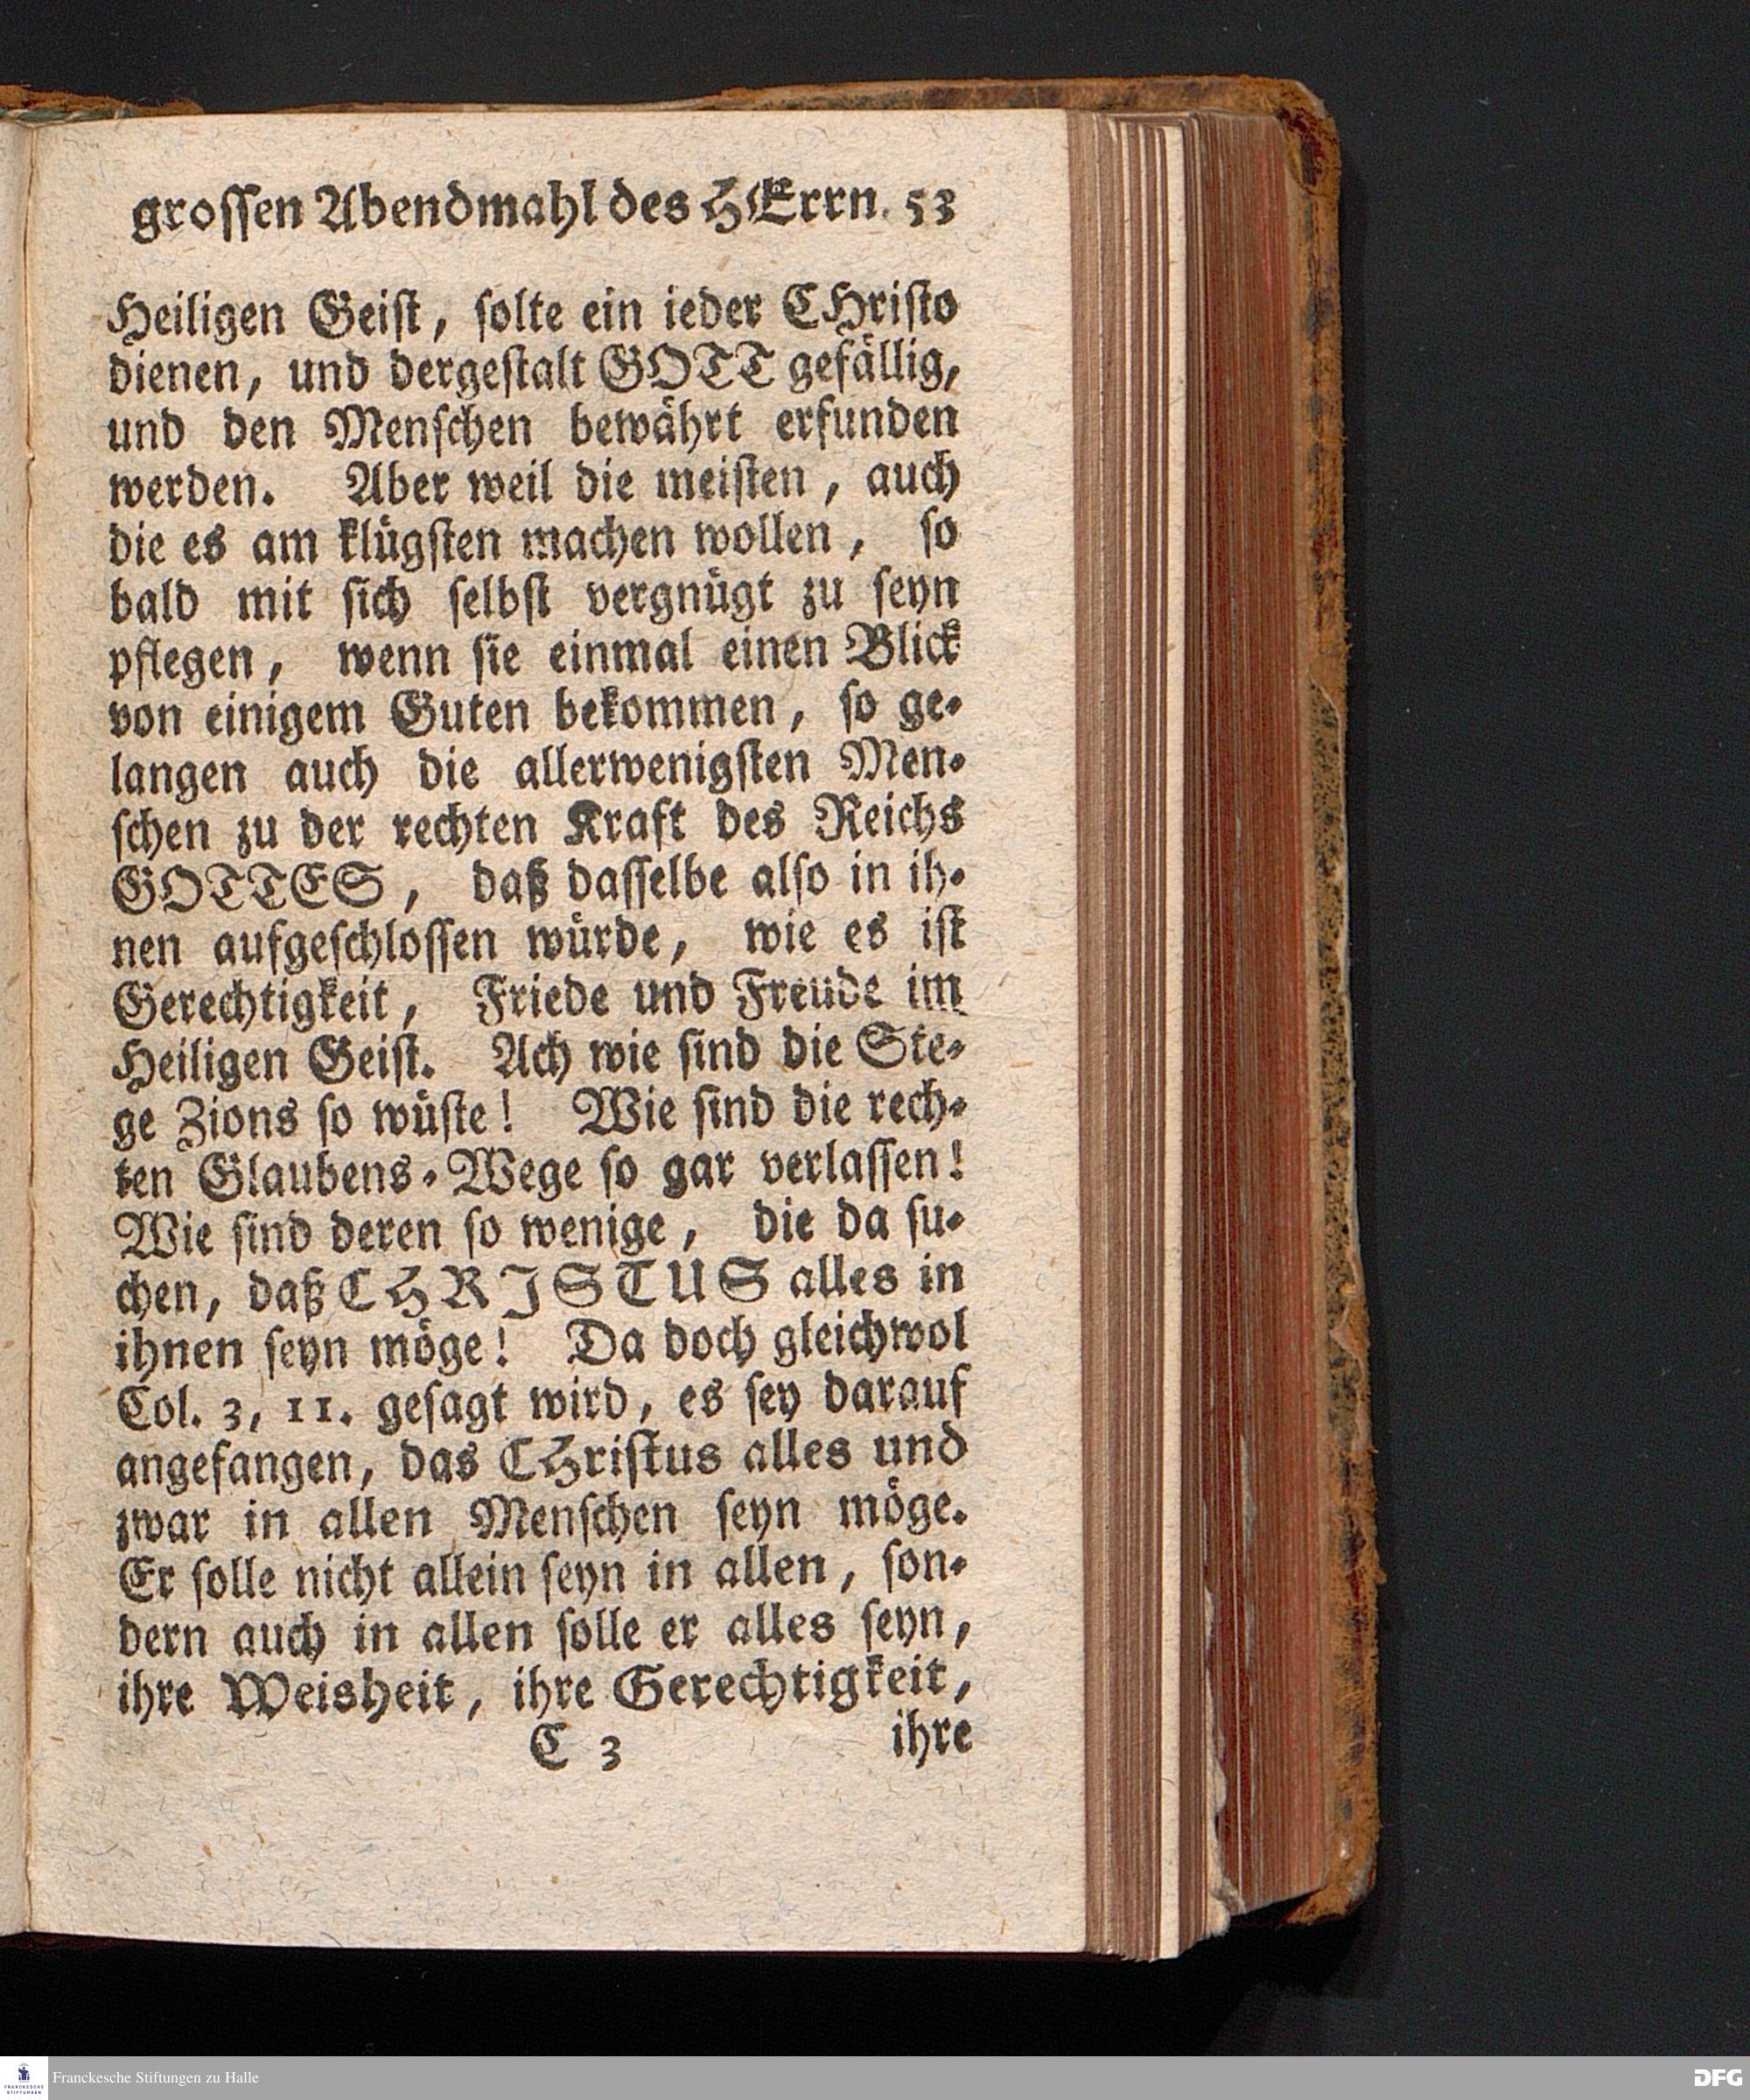 grossen Abendmahl des HErrn. 53
Heiligen Geist, solte ein ieder CHristo
dienen, und dergestalt GOTT gefällig,
und den Menschen bewährt erfunden
werden. Aber weil die meisten, auch
die es am klügsten machen wollen, so
bald mit sich selbst vergnügt zu seyn
pflegen, wenn sie einmal einen Blick
von einigem Guten bekommen, so ge-
langen auch die allerwenigsten Men-
schen zu der rechten Kraft des Reichs
GOTTES, daß dasselbe also in ih-
nen aufgeschlossen würde, wie es ist
Gerechtigkeit, Friede und Freude im
Heiligen Geist. Ach wie sind die Ste-
ge Zions so wüste! Wie sind die rech-
ten Glaubens-Wege so gar verlassen!
Wie sind deren so wenige, die da su-
chen, daß CHRISTUS alles in
ihnen seyn möge! Da doch gleichwol
Col. 3, 11. gesagt wird, es sey darauf
angefangen, das CHristus alles und
zwar in allen Menschen seyn möge.
Er solle nicht allein seyn in allen, son-
dern auch in allen solle er alles seyn,
ihre Weisheit, ihre Gerechtigkeit,
C 3 ihre
FRANCKESCHE STIFTUNGEN
Franckesche Stiftungen zu Halle
DFG